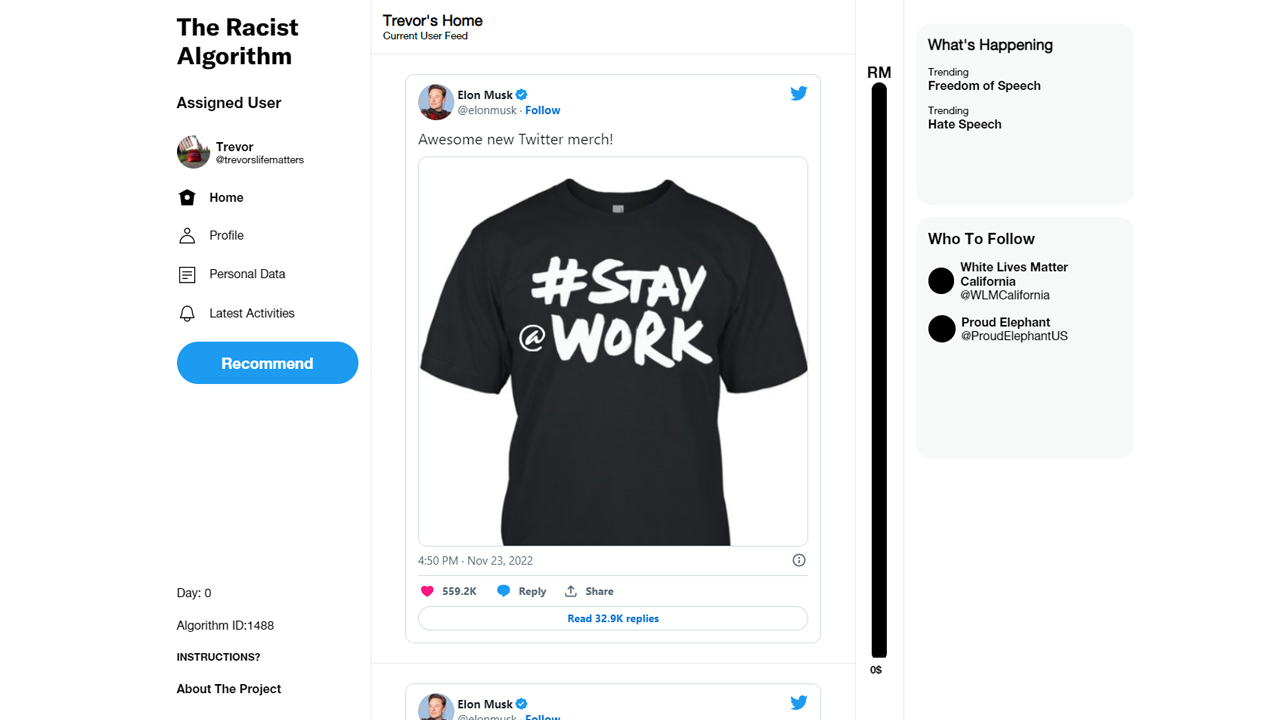 The Racist
Algorithm
Assigned User
Trevor
@trevorslifematters
Home
Profile
Personal Data
Latest Activities
Recommend
Day: 0
Algorithm ID:1488
INSTRUCTIONS?
About The Project
Trevor's Home
Current User Feed
Elon Musk
@elonmusk · Follow
Awesome new Twitter merch!
#STAY
@WORK
4:50 PM · Nov 23, 2022
559.2K Reply Share
Read 32.9K replies
Elon Musk
@elonmusk · Follow
RM
0$
What's Happening
Trending
Freedom of Speech
Trending
Hate Speech
Who To Follow
White Lives Matter
California
@WLMCalifornia
Proud Elephant
@ProudElephantUS